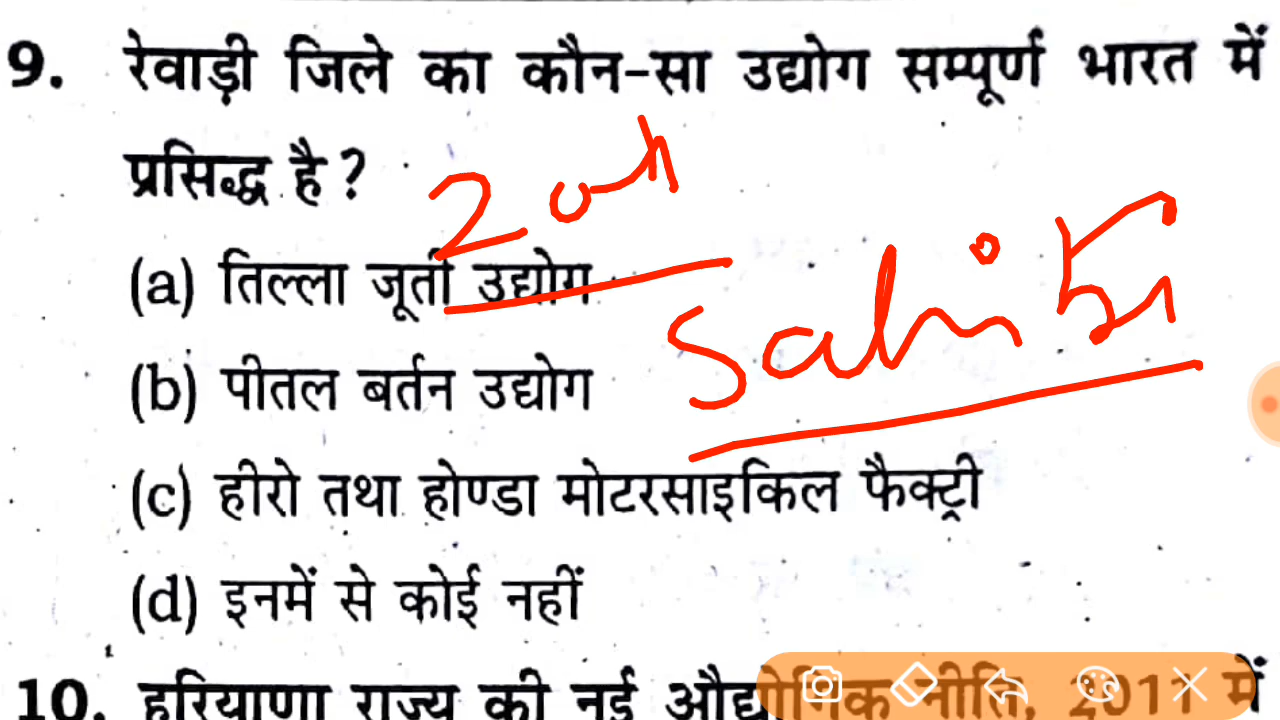 9. रेवाड़ी जिले का कौन-सा उद्योग सम्पूर्ण भारत में
प्रसिद्ध है ?
(a) तिल्ला जूती उद्योग
(b) पीतल बर्तन उद्योग
(c) हीरो तथा होण्डा मोटरसाइकिल फैक्ट्री
(d) इनमें से कोई नहीं
10. हरियाणा राज्य की नई औद्योगिक नीति, 2011 में